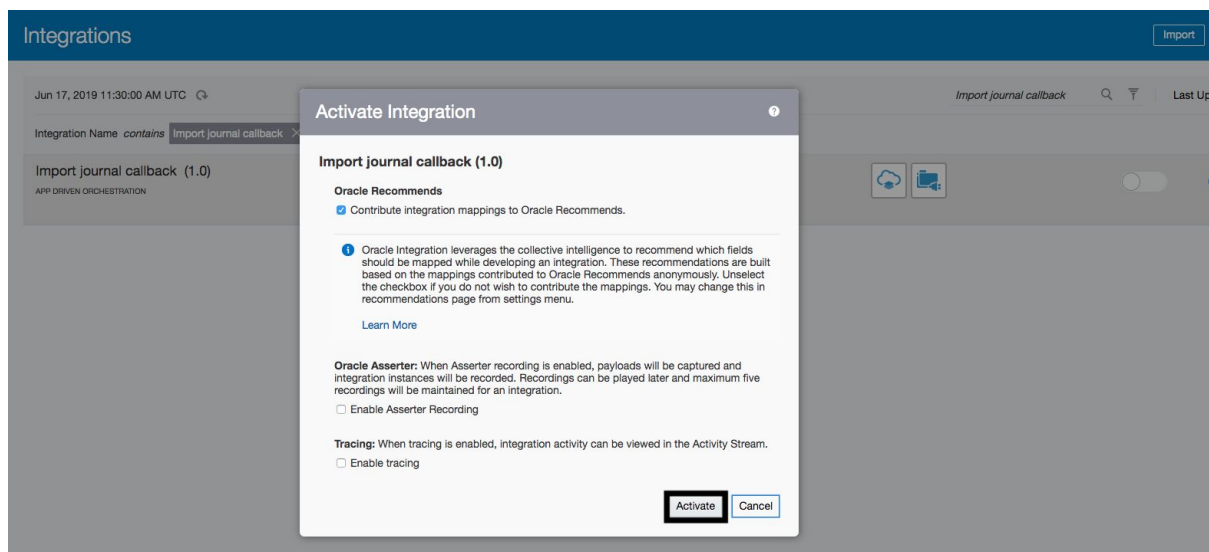 Integrations
Import
Jun 17, 2019 11:30:00 AM UTC
Import journal callback
Last Up
Integration Name contains Import journal callback
Import journal callback (1.0)
APP DRIVEN ORCHESTRATION
Activate Integration
?
Import journal callback (1.0)
Oracle Recommends
Contribute integration mappings to Oracle Recommends.
Oracle Integration leverages the collective intelligence to recommend which fields
should be mapped while developing an integration. These recommendations are built
based on the mappings contributed to Oracle Recommends anonymously. Unselect
the checkbox if you do not wish to contribute the mappings. You may change this in
recommendations page from settings menu.
Learn More
Oracle Asserter: When Asserter recording is enabled, payloads will be captured and
integration instances will be recorded. Recordings can be played later and maximum five
recordings will be maintained for an integration.
Enable Asserter Recording
Tracing: When tracing is enabled, integration activity can be viewed in the Activity Stream.
Enable tracing
Activate
Cancel